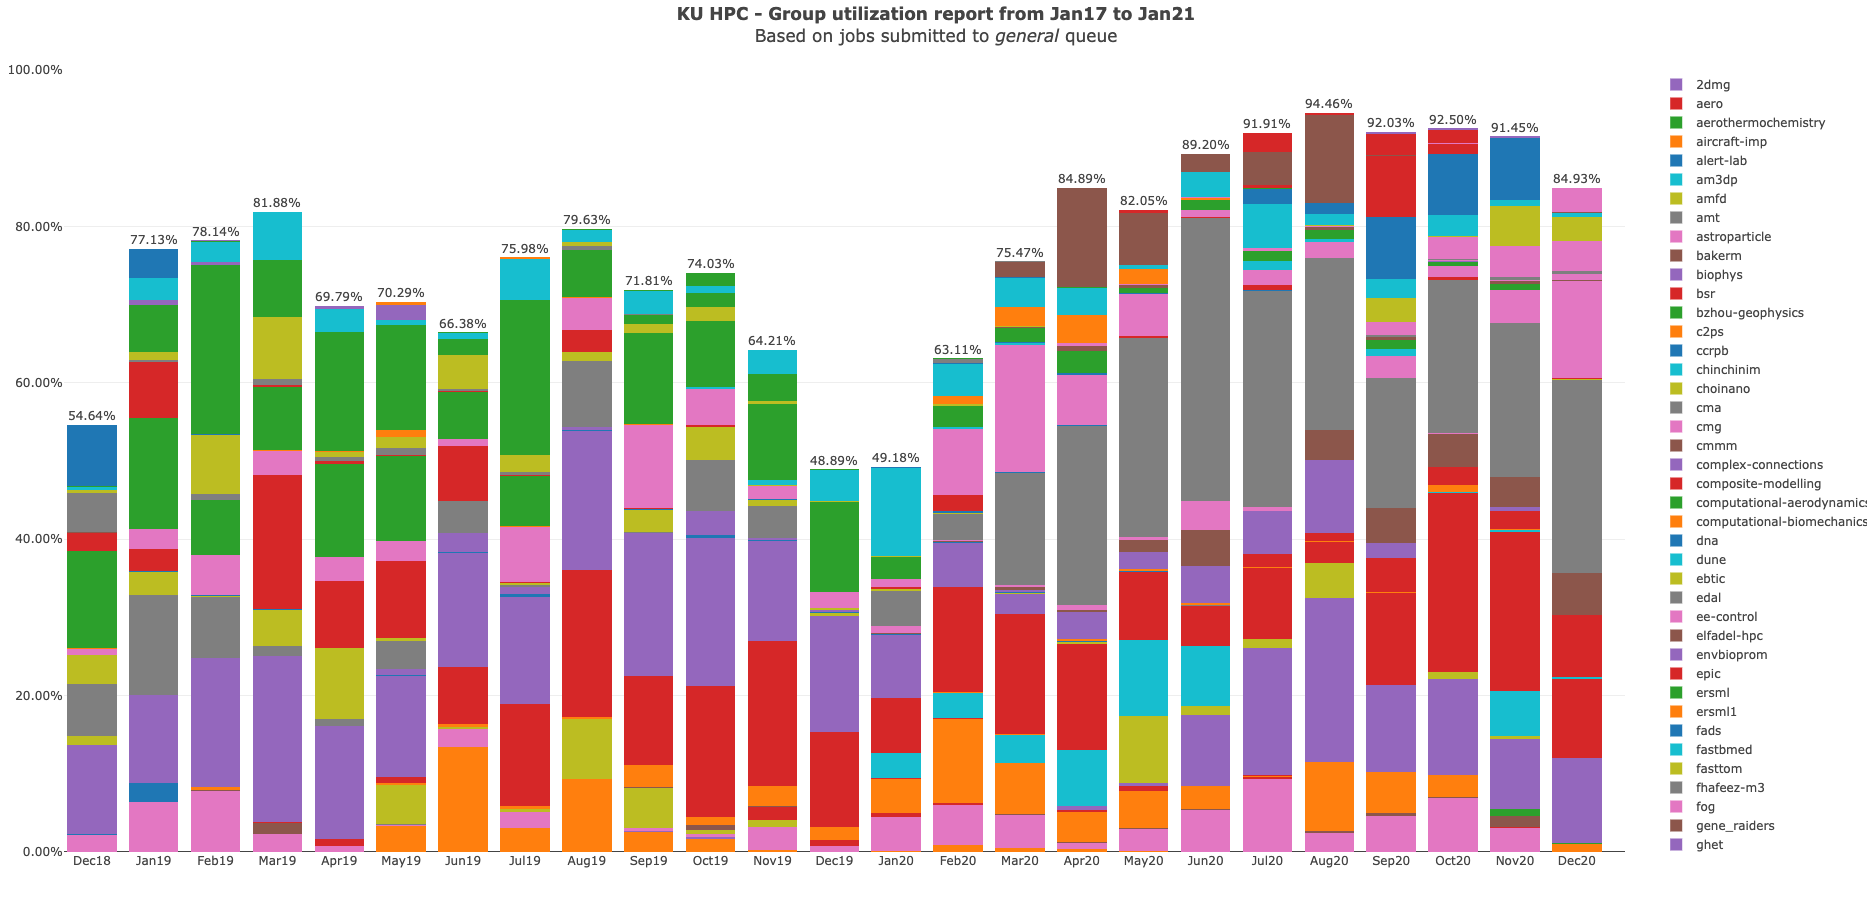 KU HPC - Group utilization report from Jan17 to Jan21
Based on jobs submitted to general queue
100.00%
80.00%
60.00%
40.00%
20.00%
0.00%
54.64%
77.13%
78.14%
81.88%
69.79%
70.29%
66.38%
75.98%
79.63%
71.81%
74.03%
64.21%
48.89%
49.18%
63.11%
75.47%
84.89%
82.05%
89.20%
91.91%
94.46%
92.03%
92.50%
91.45%
84.93%
Dec18
Jan19
Feb19
Mar19
Apr19
May19
Jun19
Jul19
Aug19
Sep19
Oct19
Nov19
Dec19
Jan20
Feb20
Mar20
Apr20
May20
Jun20
Jul20
Aug20
Sep20
Oct20
Nov20
Dec20
2dmg
aero
aerothermochemistry
aircraft-imp
alert-lab
am3dp
amfd
amt
astroparticle
bakerm
biophys
bsr
bzhou-geophysics
c2ps
ccrpb
chinchinim
choinano
cma
cmg
cmmm
complex-connections
composite-modelling
computational-aerodynamics
computational-biomechanics
dna
dune
ebtic
edal
ee-control
elfadel-hpc
envbioprom
epic
ersml
ersml1
fads
fastbmed
fasttom
fhafeez-m3
fog
gene_raiders
ghet